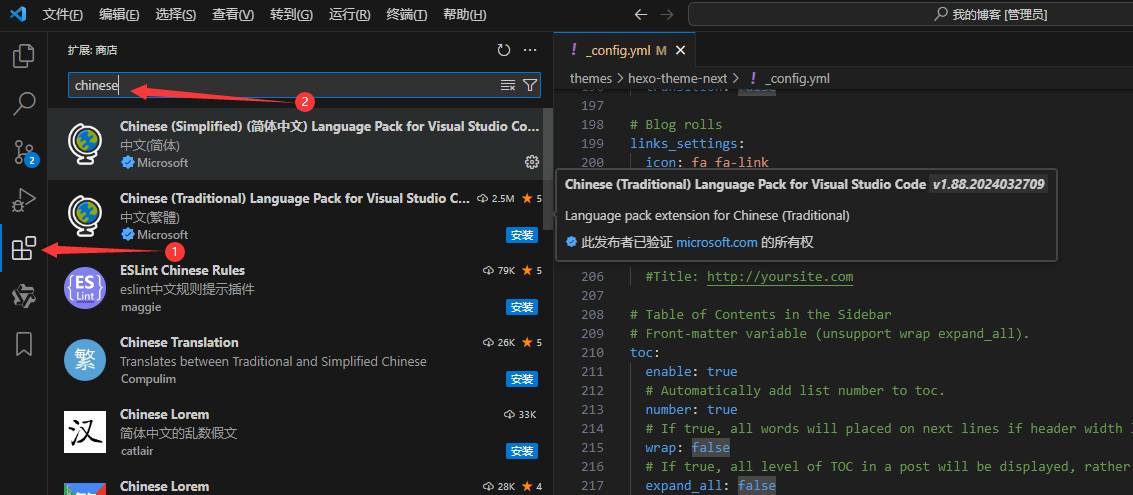 文件(F) 编辑(E) 选择(S) 查看(V) 转到(G) 运行(R) 终端(T) 帮助(H)
我的博客 [管理员]
扩展: 商店
chinese
2
Chinese (Simplified) (简体中文) Language Pack for Visual Studio Co...
中文(简体)
Microsoft
Chinese (Traditional) Language Pack for Visual Studio C... 2.5M 5
中文(繁體)
Microsoft
安装
1
2
ES
Lint
ESLint Chinese Rules 79K 5
eslint中文规则提示插件
maggie
安装
繁
Chinese Translation 26K 5
Translates between Traditional and Simplified Chinese
Compulim
安装
汉
Chinese Lorem 33K
简体中文的乱数假文
catlair
安装
Chinese Lorem 28K 4
! _config.yml M
themes > hexo-theme-next > ! _config.yml
197
198 # Blog rolls
199 links_settings:
200 icon: fa fa-link
Chinese (Traditional) Language Pack for Visual Studio Code v1.88.2024032709
Language pack extension for Chinese (Traditional)
此发布者已验证 microsoft.com 的所有权
206 #Title: http://yoursite.com
207
208 # Table of Contents in the Sidebar
209 # Front-matter variable (unsupport wrap expand_all).
210 toc:
211 enable: true
212 # Automatically add list number to toc.
213 number: true
214 # If true, all words will placed on next lines if header width
215 wrap: false
216 # If true, all level of TOC in a post will be displayed, rather
217 expand_all: false